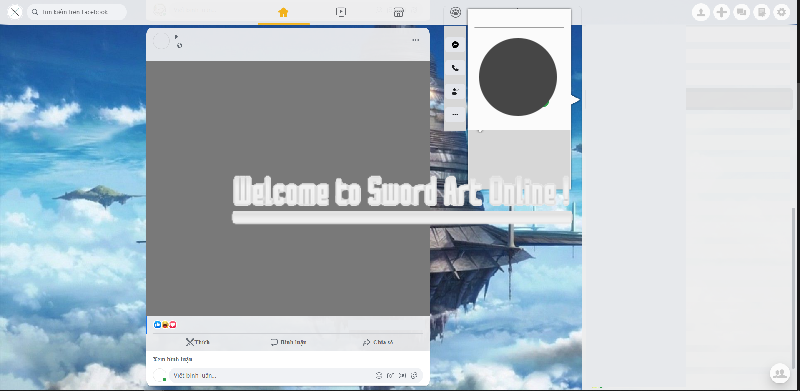 Tìm kiếm trên Facebook
Welcome to Sword Art Online !
Thích
Bình luận
Chia sẻ
Xem bình luận
Viết bình luận...